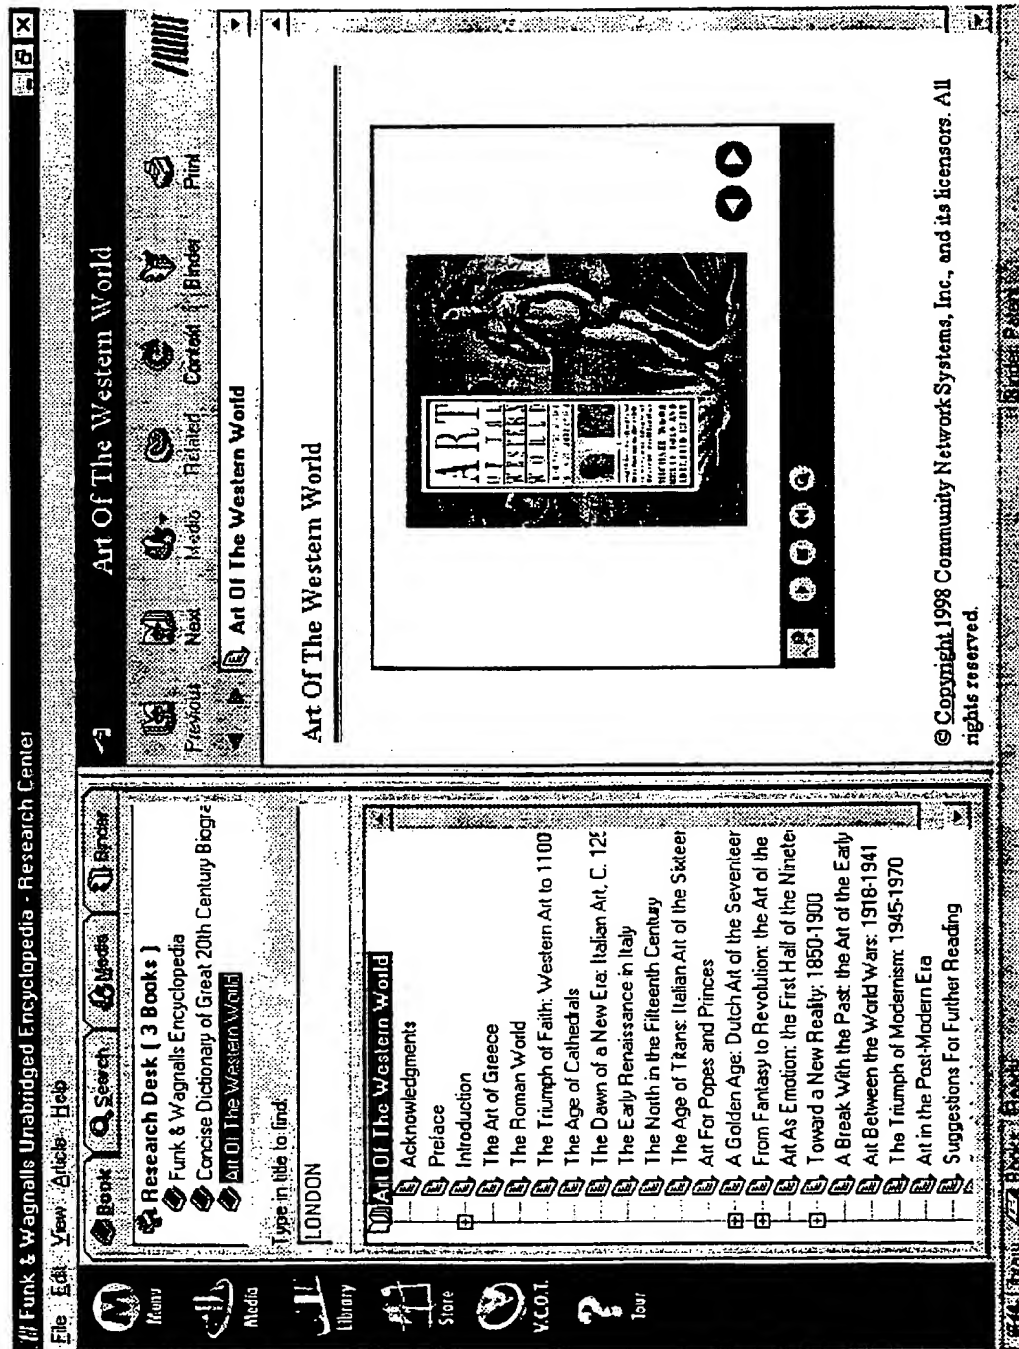 Funk & Wagnalls Unabridged Encyclopedia - Research Center
File Edit View Article Help
Menu
Media
Library
Store
V.C.O.T.
Tour
Book
Search
Media
Binder
Research Desk ( 3 Books )
Funk & Wagnalls Encyclopedia
Concise Dictionary of Great 20th Century Biogra
Art Of The Western World
Type in title to find:
LONDON
Art Of The Western World
Acknowledgments
Preface
Introduction
The Art of Greece
The Roman World
The Triumph of Faith: Western Art to 1100
The Age of Cathedrals
The Dawn of a New Era: Italian Art, C. 125
The Early Renaissance in Italy
The North in the Fifteenth Century
The Age of Titans: Italian Art of the Sixteen
Art For Popes and Princes
A Golden Age: Dutch Art of the Seventeer
From Fantasy to Revolution: the Art of the
Art As Emotion: the First Half of the Ninete
Toward a New Reality: 1850-1900
A Break With the Past: the Art of the Early
Art Between the World Wars: 1918-1941
The Triumph of Modernism: 1945-1970
Art in the Post-Modern Era
Suggestions For Further Reading
Art Of The Western World
Previous
Next
Media
Related
Context
Binder
Print
Art Of The Western World
Art Of The Western World
ART
OF THE
WESTERN
WORLD
© Copyright 1998 Community Network Systems, Inc., and its licensors. All
rights reserved.